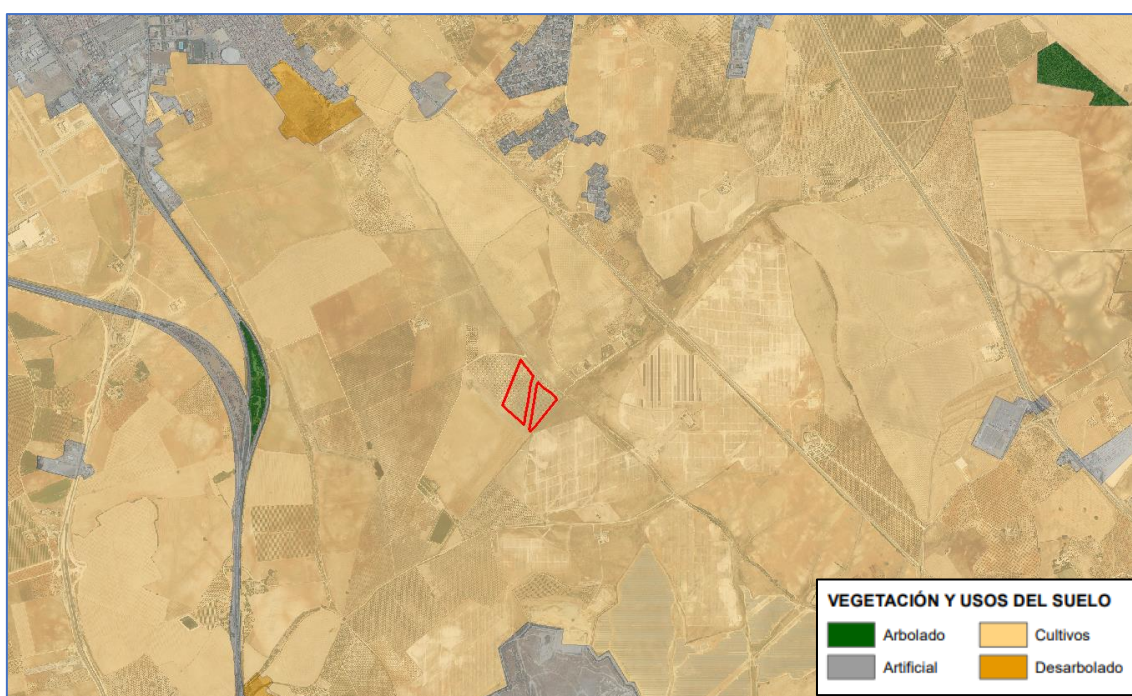 VEGETACIÓN Y USOS DEL SUELO
Arbolado
Cultivos
Artificial
Desarbolado